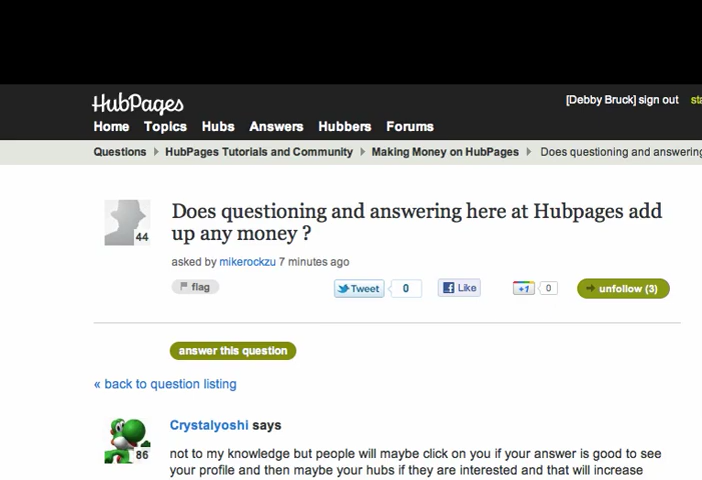 HubPages
[Debby Bruck] sign out
Home Topics Hubs Answers Hubbers Forums
Questions HubPages Tutorials and Community Making Money on HubPages Does questioning and answering
44
Does questioning and answering here at Hubpages add
up any money ?
asked by mikerockzu 7 minutes ago
flag Tweet 0 Like +1 0 unfollow (3)
answer this question
« back to question listing
86
Crystalyoshi says
not to my knowledge but people will maybe click on you if your answer is good to see
your profile and then maybe your hubs if they are interested and that will increase